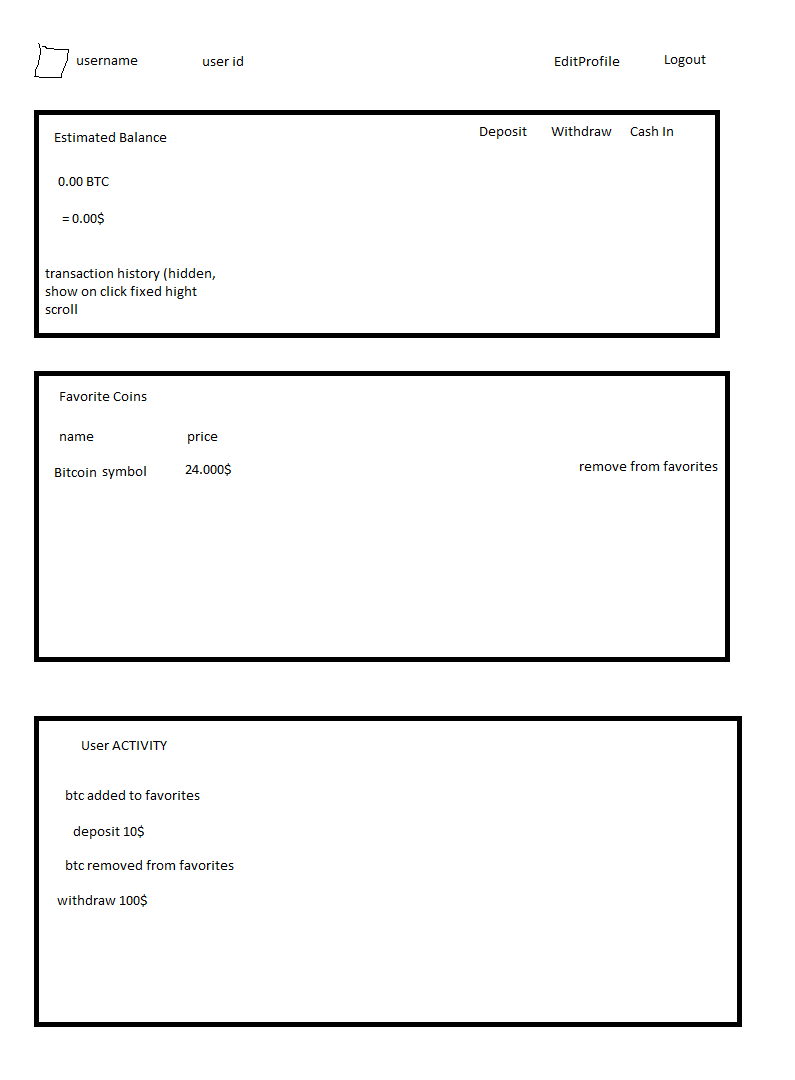 username user id EditProfile Logout
Estimated Balance Deposit Withdraw Cash In
0.00 BTC
= 0.00$
transaction history (hidden,
show on click fixed hight
scroll
Favorite Coins
name price
Bitcoin symbol 24.000$ remove from favorites
User ACTIVITY
btc added to favorites
deposit 10$
btc removed from favorites
withdraw 100$